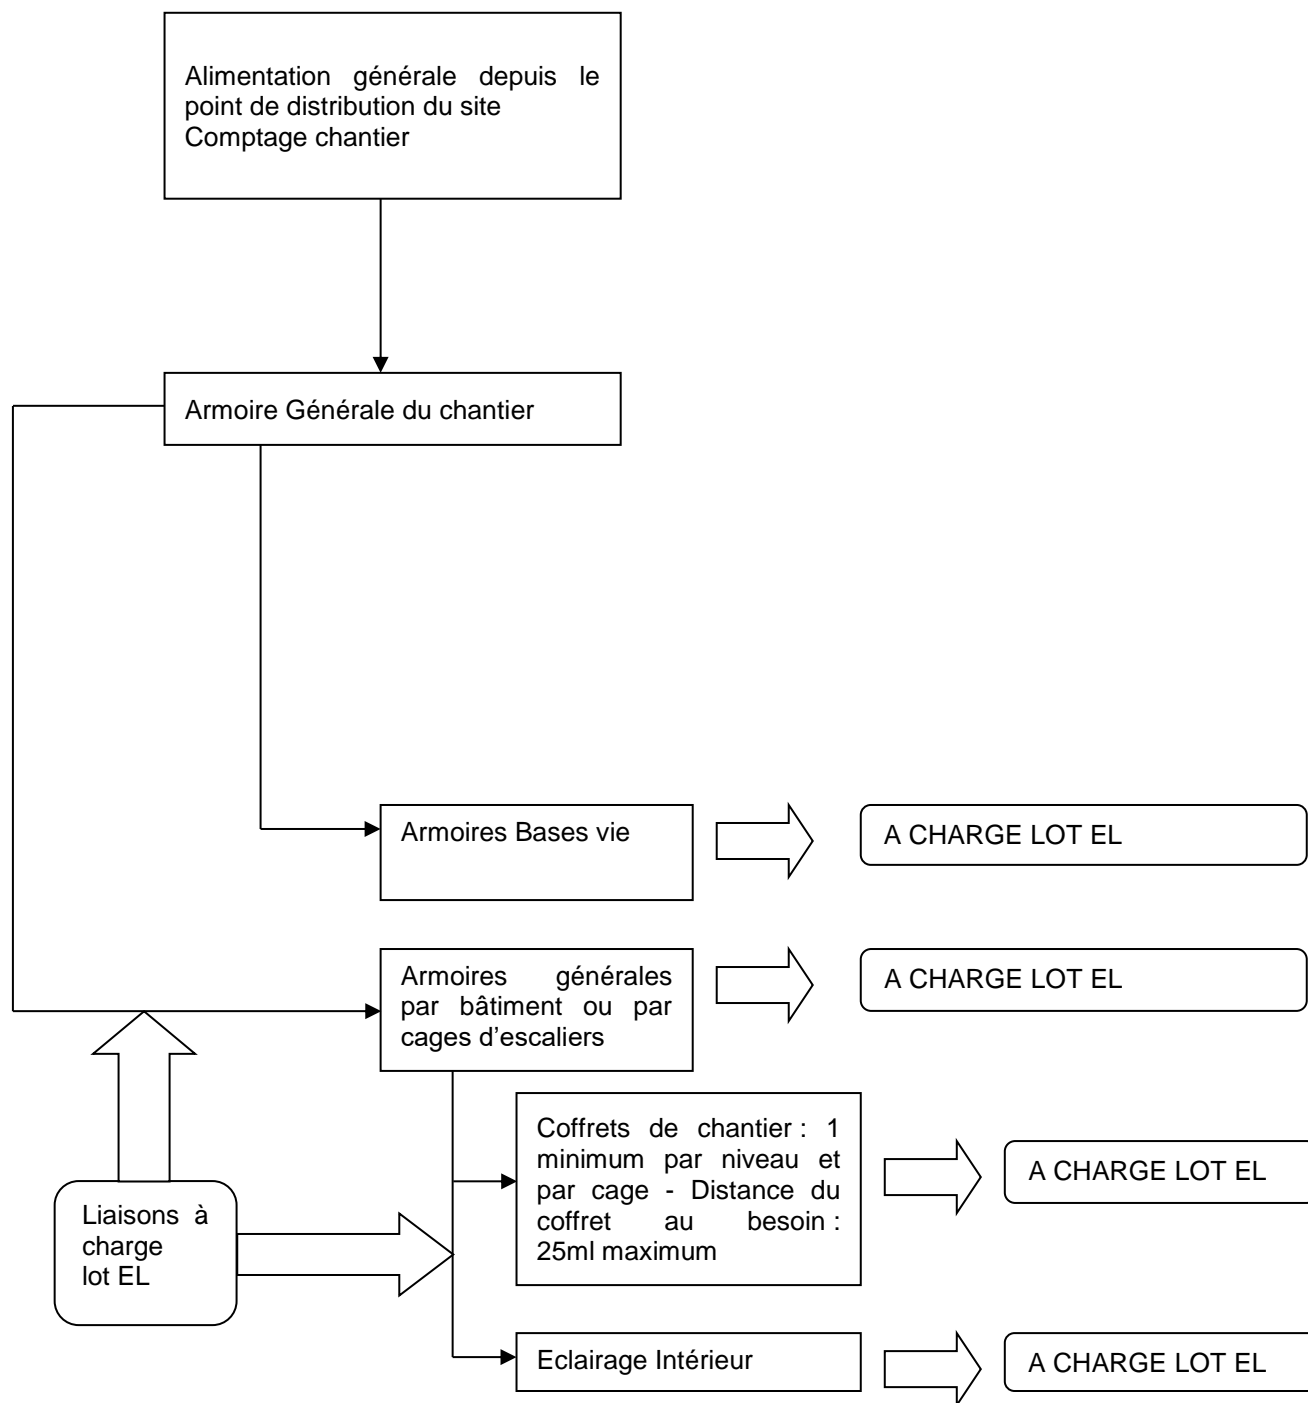 Alimentation générale depuis le
point de distribution du site
Comptage chantier
Armoire Générale du chantier
Armoires Bases vie
A CHARGE LOT EL
Armoires générales
par bâtiment ou par
cages d'escaliers
A CHARGE LOT EL
Coffrets de chantier : 1
minimum par niveau et
par cage - Distance du
coffret au besoin :
25ml maximum
A CHARGE LOT EL
Liaisons à
charge
lot EL
Eclairage Intérieur
A CHARGE LOT EL